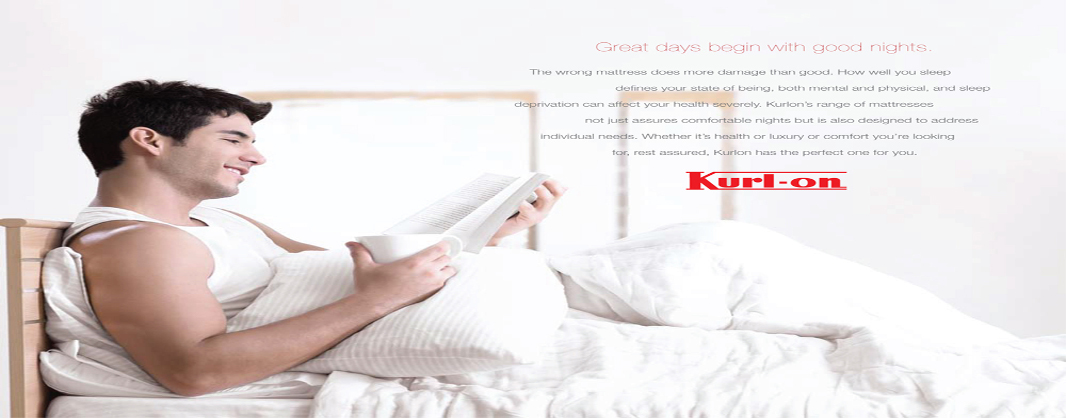 Great days begin with good nights.
The wrong mattress does more damage than good. How well you sleep
defines your state of being, both mental and physical, and sleep
deprivation can affect your health severely. Kurlon's range of mattresses
not just assures comfortable nights but is also designed to address
individual needs. Whether it's health or luxury or comfort you're looking
for, rest assured, Kurlon has the perfect one for you.
Kurl-on